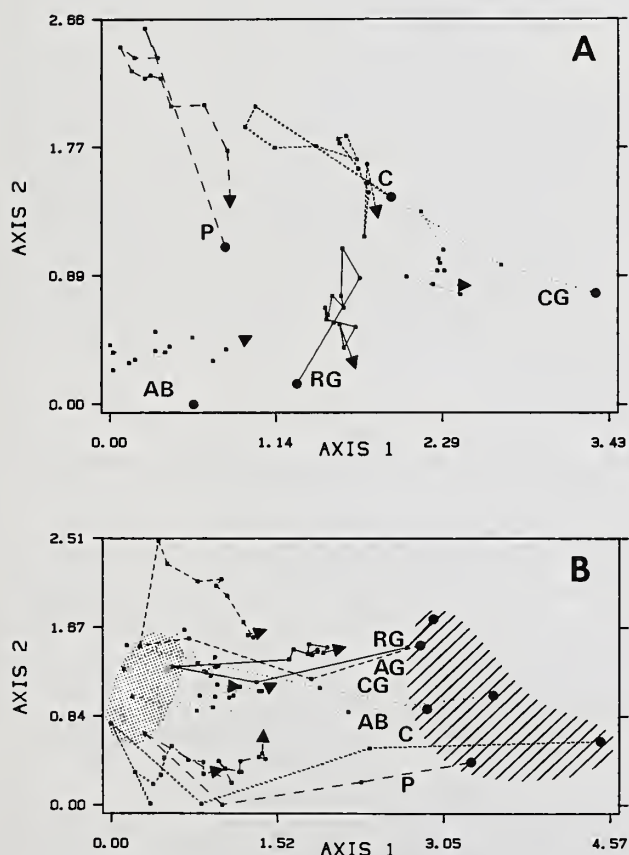 A
AXIS 2
2.66
1.77
0.89
0.00
P
C
CG
RG
AB
0.00 1.14 2.29 3.43
AXIS 1
B
AXIS 2
2.51
1.67
0.84
0.00
RG
AG
CG
AB
C
P
0.00 1.52 3.05 4.57
AXIS 1